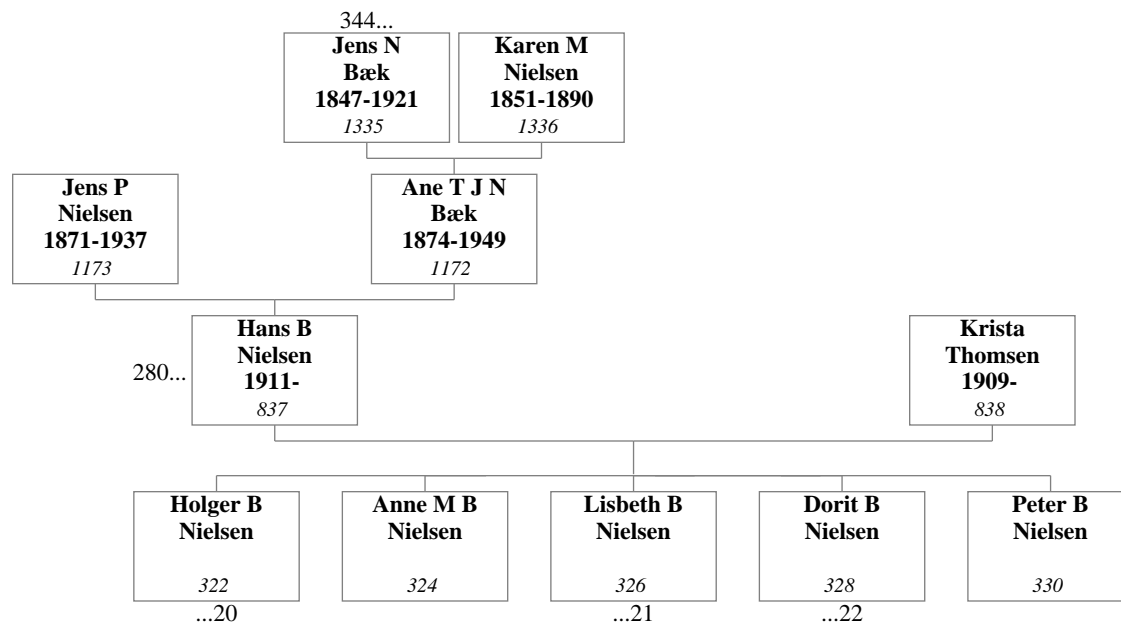 344...
Jens N
Bæk
1847-1921
1335
Karen M
Nielsen
1851-1890
1336
Jens P
Nielsen
1871-1937
1173
Ane T J N
Bæk
1874-1949
1172
280...
Hans B
Nielsen
1911-
837
Krista
Thomsen
1909-
838
Holger B
Nielsen
322
...20
Anne M B
Nielsen
324
Lisbeth B
Nielsen
326
...21
Dorit B
Nielsen
328
...22
Peter B
Nielsen
330